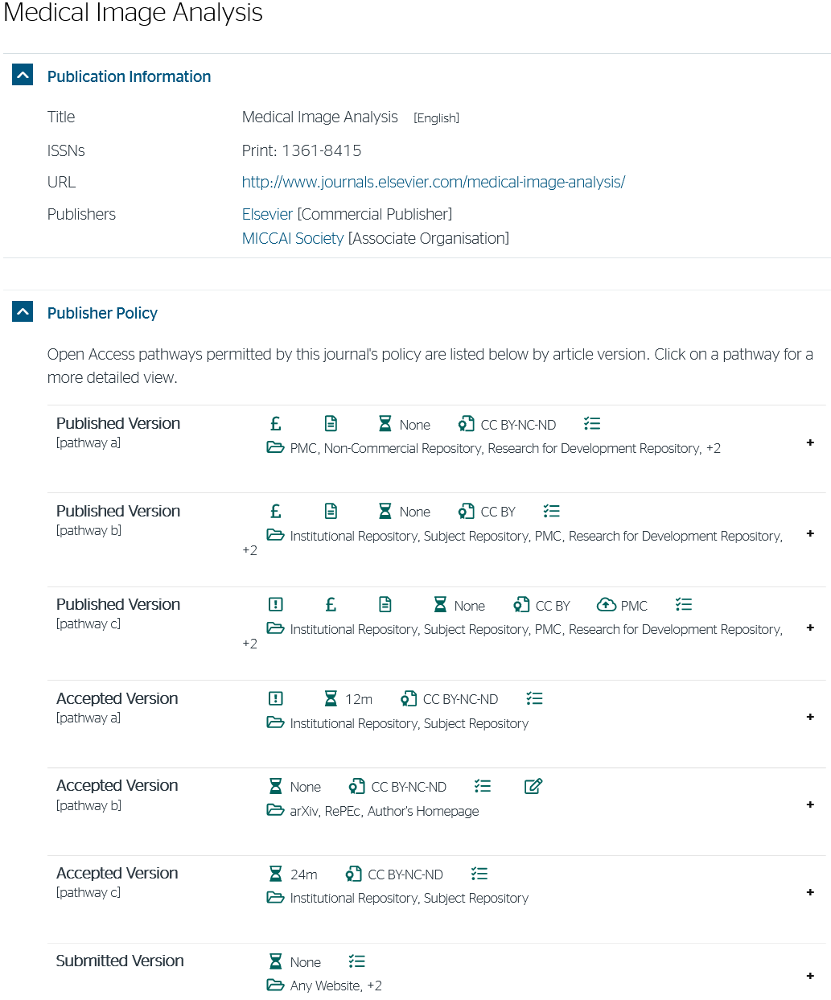 Medical Image Analysis
Publication Information
Title Medical Image Analysis [English]
ISSNs Print: 1361-8415
URL http://www.journals.elsevier.com/medical-image-analysis/
Publishers Elsevier [Commercial Publisher]
MICCAI Society [Associate Organisation]
Publisher Policy
Open Access pathways permitted by this journal's policy are listed below by article version. Click on a pathway for a
more detailed view.
Published Version £ None CC BY-NC-ND
[pathway a] +
PMC, Non-Commercial Repository, Research for Development Repository, +2
Published Version £ None CC BY
[pathway b] +
Institutional Repository, Subject Repository, PMC, Research for Development Repository,
+2
Published Version £ None CC BY PMC
[pathway c] +
Institutional Repository, Subject Repository, PMC, Research for Development Repository,
+2
Accepted Version 12m CC BY-NC-ND
[pathway a] +
Institutional Repository, Subject Repository
Accepted Version None CC BY-NC-ND
[pathway b] +
arXiv, RePEc, Author's Homepage
Accepted Version 24m CC BY-NC-ND
[pathway c] +
Institutional Repository, Subject Repository
Submitted Version None
+
Any Website, +2